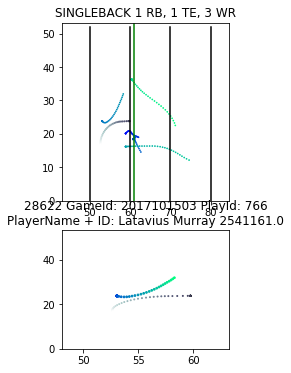 SINGLEBACK 1 RB, 1 TE, 3 WR
50
40
30
20
10
0
50 60 70 80
28622 GameId: 2017101503 PlayId: 766
PlayerName + ID: Latavius Murray 2541161.0
40
20
0
50 55 60